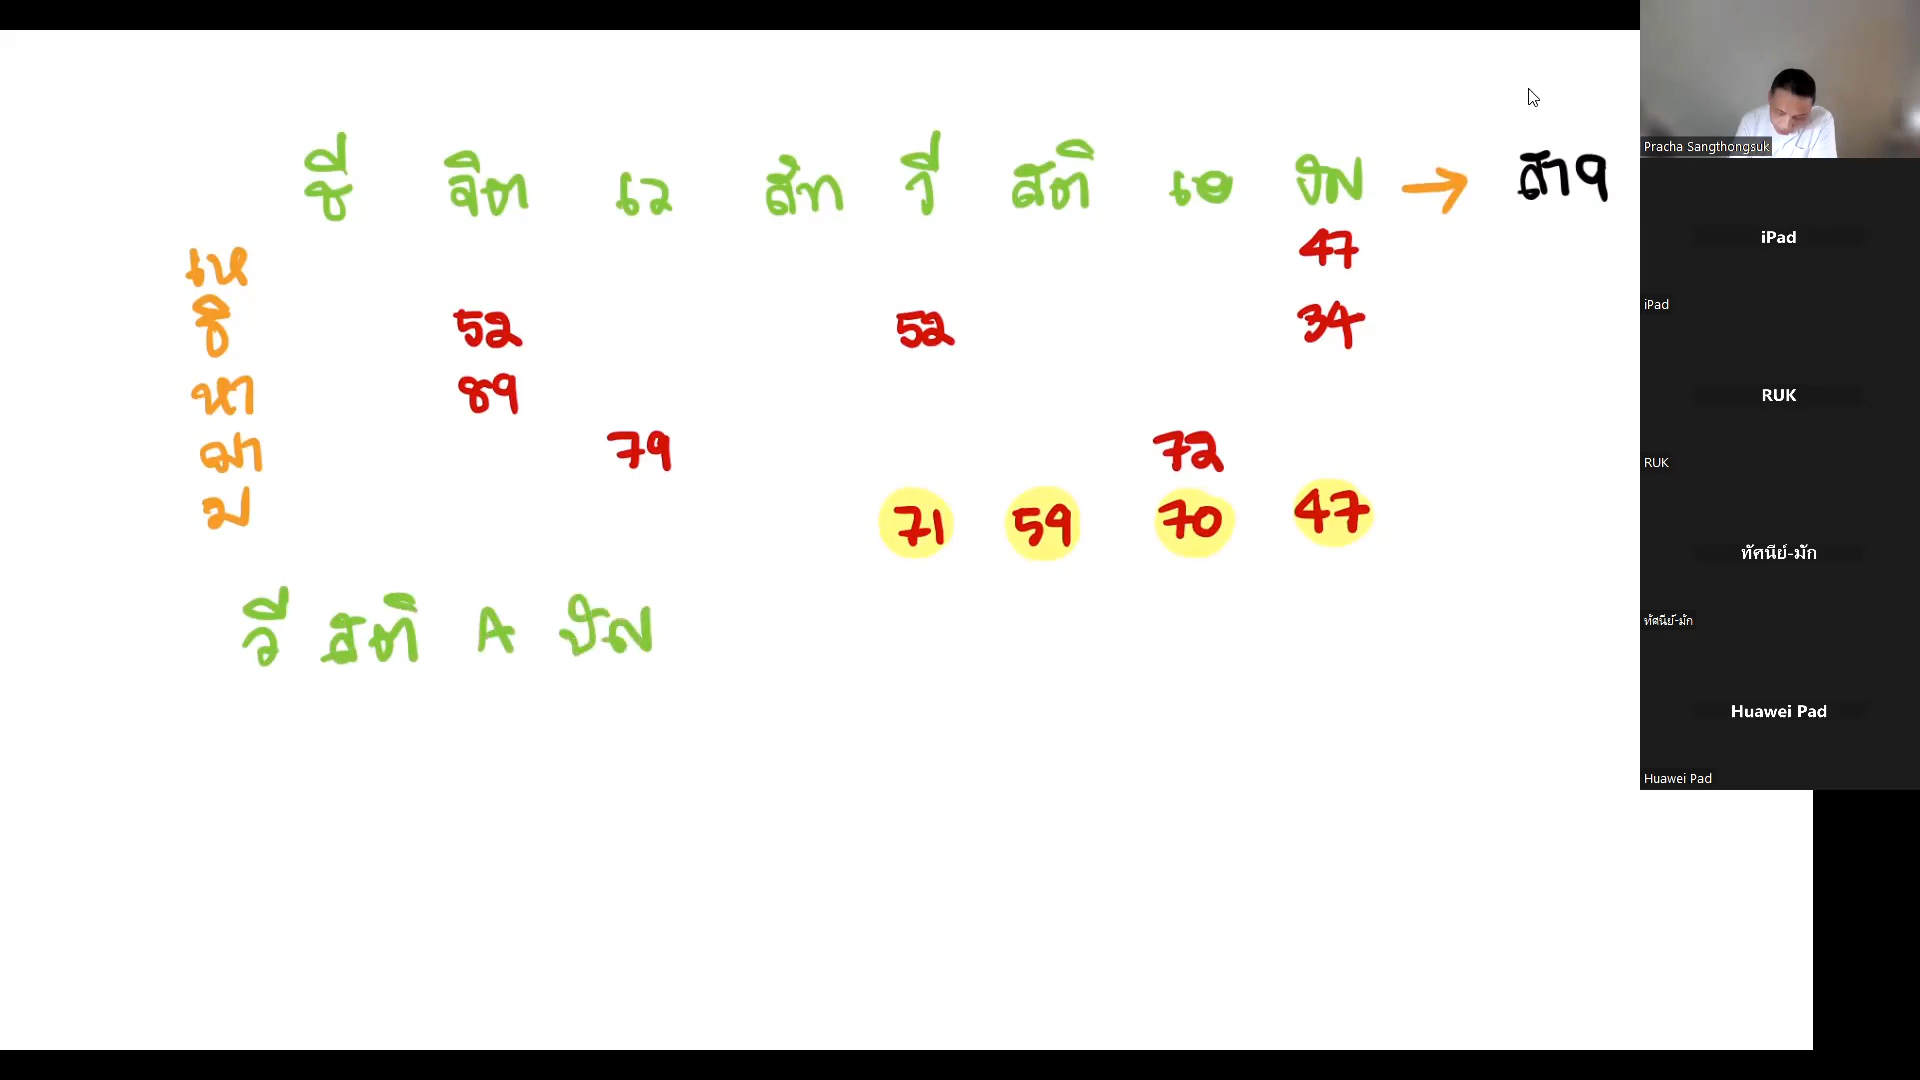 ชี จิต เว สัท วี สติ เอ ปัญ → สา ๆ
เห 47
ธิ 52 52 34
หา 89
ฌา 79 72
ม 71 59 70 47
วี สติ A ปัญ
Pracha Sangthongsuk
iPad
iPad
RUK
RUK
ทัศนีย์-มัก
ทัศนีย์-มัก
Huawei Pad
Huawei Pad